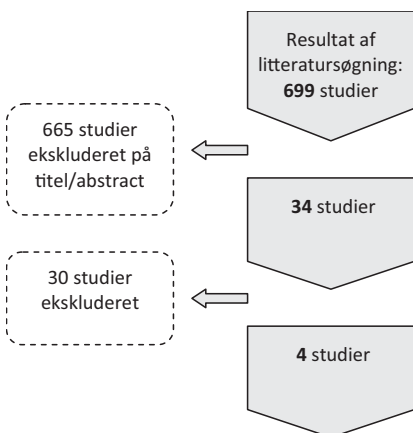 Resultat af
litteratursøgning:
699 studier
665 studier
ekskluderet på
titel/abstract
34 studier
30 studier
ekskluderet
4 studier